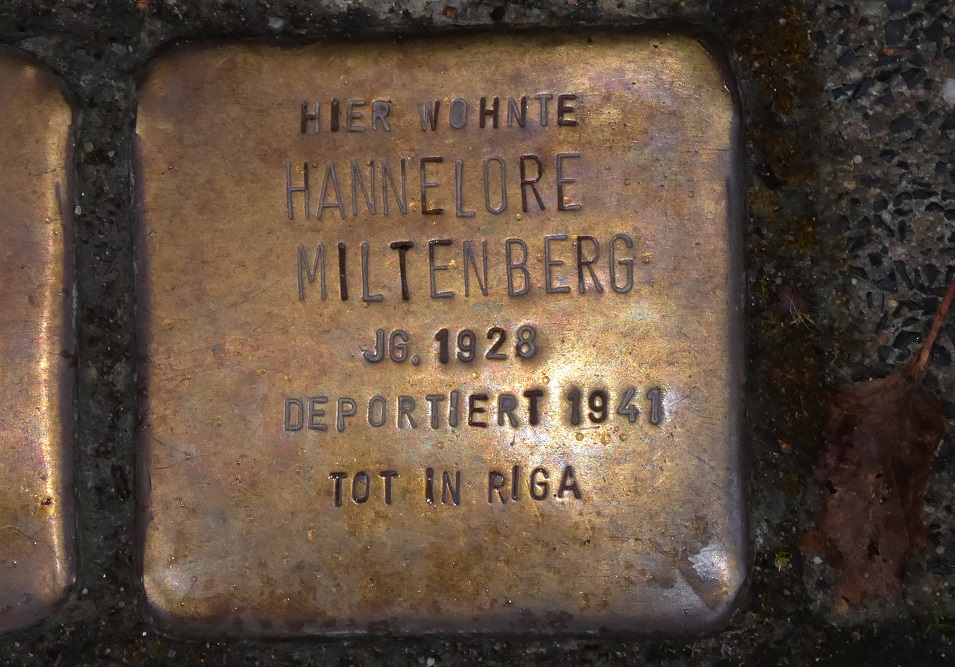 HIER WOHNTE
HANNELORE
MILTENBERG
JG. 1928
DEPORTIERT 1941
TOT IN RIGA